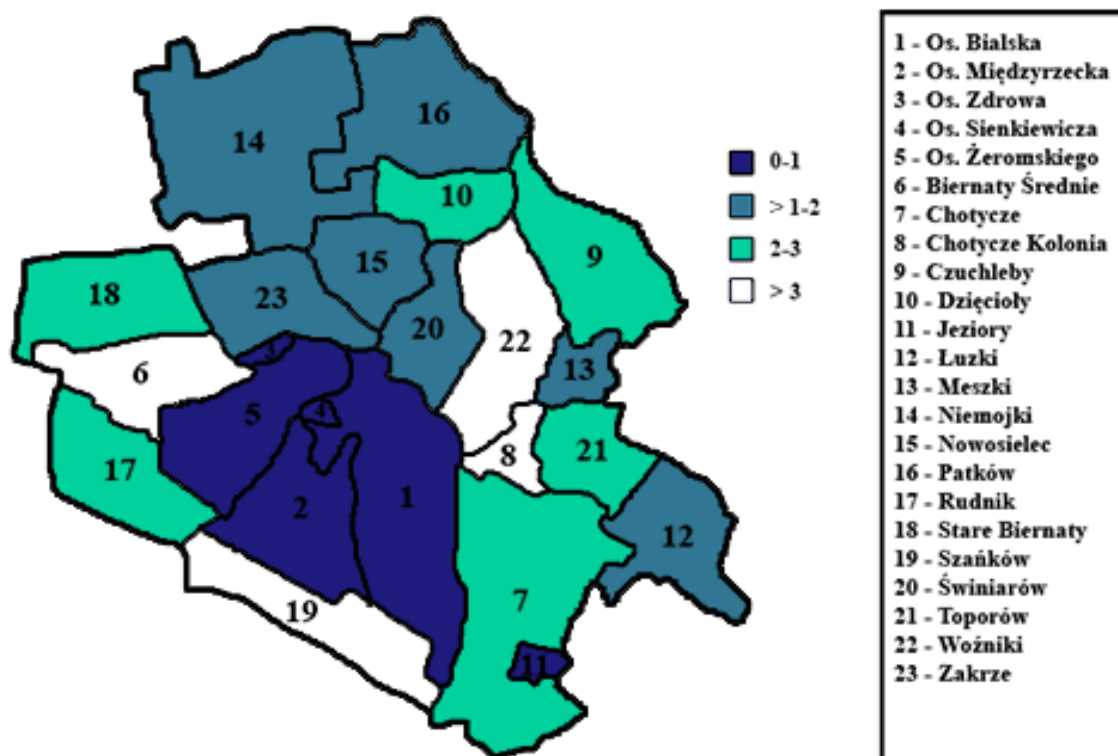 14
16
10
9
15
18
23
20
22
6
13
3
5
4
8
21
17
2
1
12
19
7
11
0-1
> 1-2
2-3
> 3
1 - Os. Bialska
2 - Os. Międzyrzecka
3 - Os. Zdrowa
4 - Os. Sienkiewicza
5 - Os. Żeromskiego
6 - Biernaty Średnie
7 - Chotycze
8 - Chotycze Kolonia
9 - Czuchleby
10 - Dzięcioły
11 - Jeziory
12 - Łuzki
13 - Meszki
14 - Niemojki
15 - Nowosielec
16 - Patków
17 - Rudnik
18 - Stare Biernaty
19 - Szańków
20 - Świniarów
21 - Toporów
22 - Woźniki
23 - Zakrze